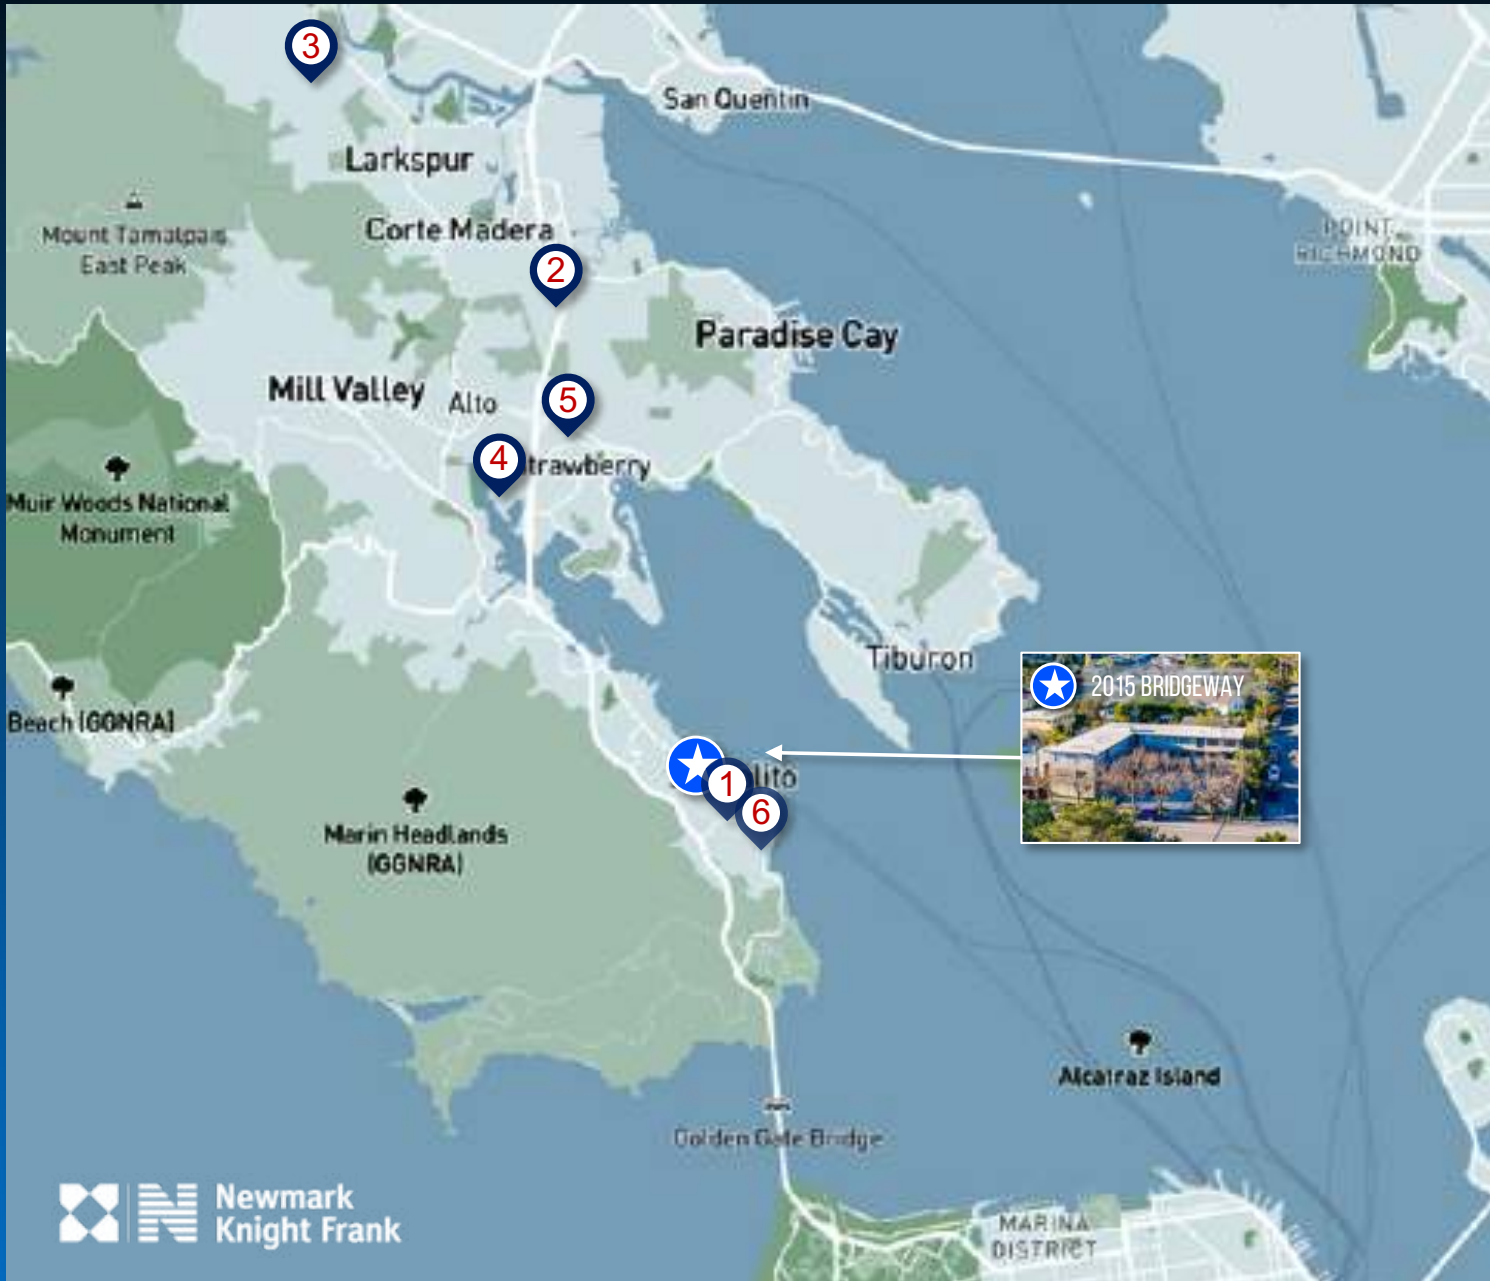 3
San Quentin
Larkspur
Mount Tamalpais
East Peak
Corte Madera
POINT
RICHMOND
2
Paradise Cay
Mill Valley
Alto
5
4
trawberry
Muir Woods National
Monument
Tiburon
2015 BRIDGEWAY
Beach (GGNRA)
1
lito
6
Marin Headlands
(GGNRA)
Alcatraz Island
Golden Gate Bridge
Newmark
Knight Frank
MARINA
DISTRICT